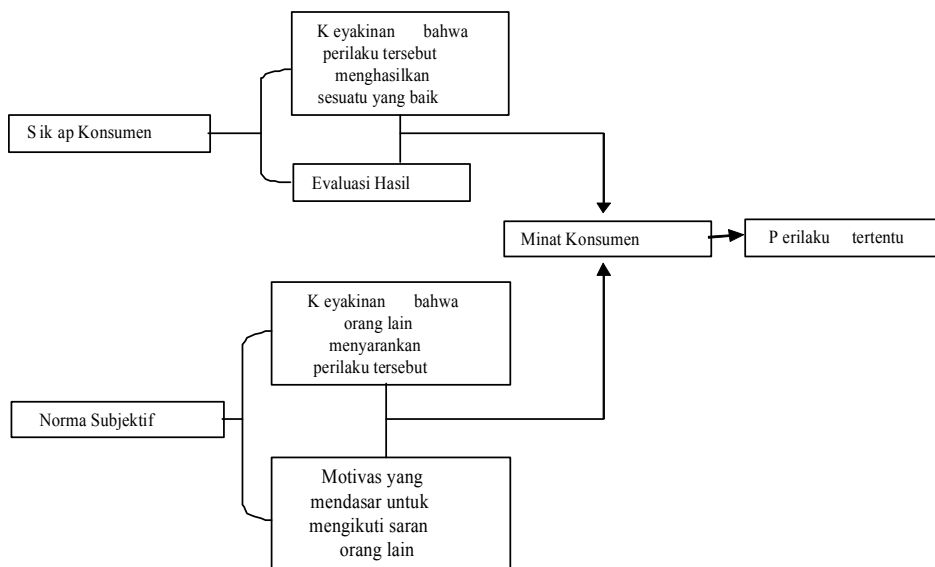 K eyakinan bahwa
perilaku tersebut
menghasilkan
sesuatu yang baik
S ik ap Konsumen
Evaluasi Hasil
Minat Konsumen
P erilaku tertentu
K eyakinan bahwa
orang lain
menyarankan
perilaku tersebut
Norma Subjektif
Motivas yang
mendasar untuk
mengikuti saran
orang lain